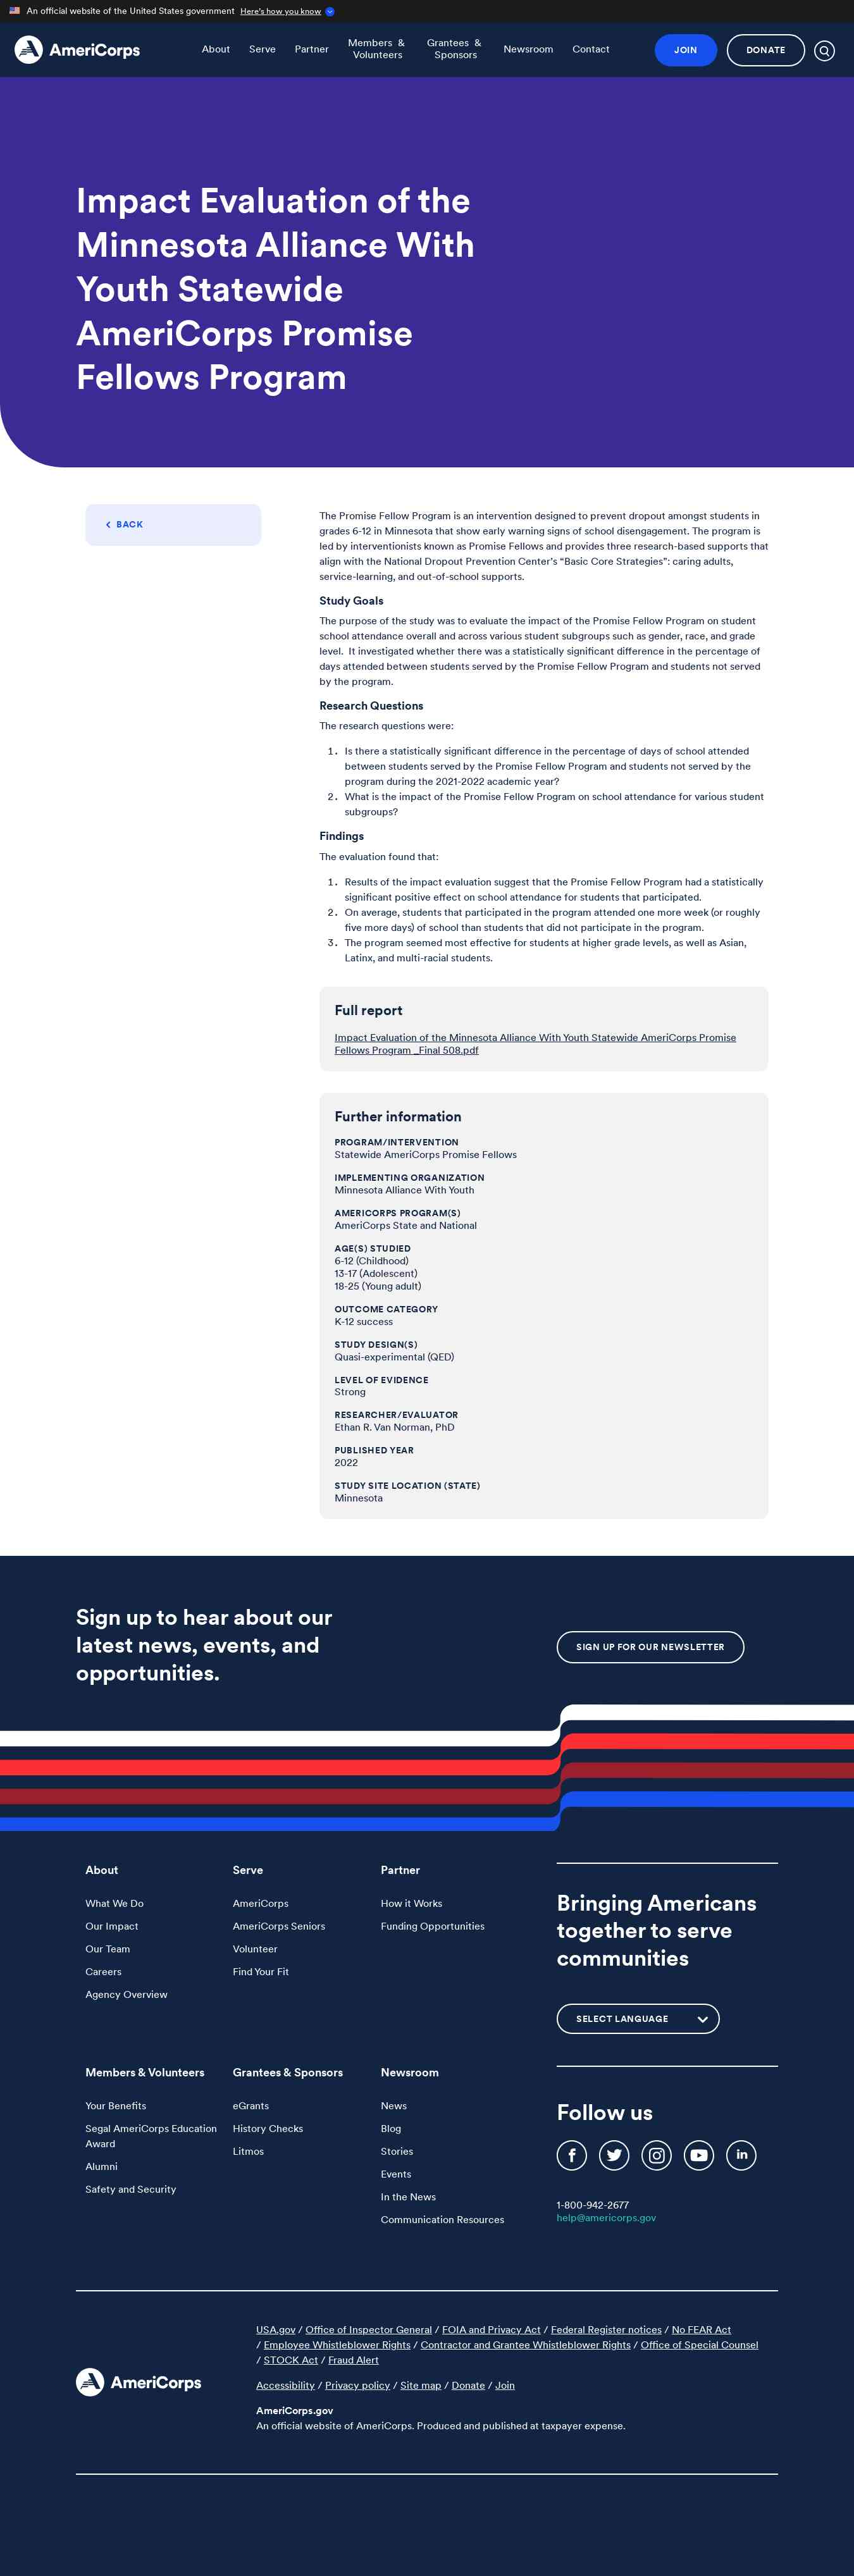 An official website of the United States government Here's how you know
AmeriCorps
About
Serve
Partner
Members &
Volunteers
Grantees &
Sponsors
Newsroom
Contact
JOIN
DONATE
Impact Evaluation of the
Minnesota Alliance With
Youth Statewide
AmeriCorps Promise
Fellows Program
BACK
The Promise Fellow Program is an intervention designed to prevent dropout amongst students in
grades 6-12 in Minnesota that show early warning signs of school disengagement. The program is
led by interventionists known as Promise Fellows and provides three research-based supports that
align with the National Dropout Prevention Center's “Basic Core Strategies”: caring adults,
service-learning, and out-of-school supports.
Study Goals
The purpose of the study was to evaluate the impact of the Promise Fellow Program on student
school attendance overall and across various student subgroups such as gender, race, and grade
level.  It investigated whether there was a statistically significant difference in the percentage of
days attended between students served by the Promise Fellow Program and students not served
by the program.
Research Questions
The research questions were:
1. Is there a statistically significant difference in the percentage of days of school attended
between students served by the Promise Fellow Program and students not served by the
program during the 2021-2022 academic year?
2. What is the impact of the Promise Fellow Program on school attendance for various student
subgroups?
Findings
The evaluation found that:
1. Results of the impact evaluation suggest that the Promise Fellow Program had a statistically
significant positive effect on school attendance for students that participated.
2. On average, students that participated in the program attended one more week (or roughly
five more days) of school than students that did not participate in the program.
3. The program seemed most effective for students at higher grade levels, as well as Asian,
Latinx, and multi-racial students.
Full report
Impact Evaluation of the Minnesota Alliance With Youth Statewide AmeriCorps Promise
Fellows Program _Final 508.pdf
Further information
PROGRAM/INTERVENTION
Statewide AmeriCorps Promise Fellows
IMPLEMENTING ORGANIZATION
Minnesota Alliance With Youth
AMERICORPS PROGRAM(S)
AmeriCorps State and National
AGE(S) STUDIED
6-12 (Childhood)
13-17 (Adolescent)
18-25 (Young adult)
OUTCOME CATEGORY
K-12 success
STUDY DESIGN(S)
Quasi-experimental (QED)
LEVEL OF EVIDENCE
Strong
RESEARCHER/EVALUATOR
Ethan R. Van Norman, PhD
PUBLISHED YEAR
2022
STUDY SITE LOCATION (STATE)
Minnesota
Sign up to hear about our
latest news, events, and
opportunities.
SIGN UP FOR OUR NEWSLETTER
About
What We Do
Our Impact
Our Team
Careers
Agency Overview
Serve
AmeriCorps
AmeriCorps Seniors
Volunteer
Find Your Fit
Partner
How it Works
Funding Opportunities
Bringing Americans
together to serve
communities
SELECT LANGUAGE
Members & Volunteers
Your Benefits
Segal AmeriCorps Education
Award
Alumni
Safety and Security
Grantees & Sponsors
eGrants
History Checks
Litmos
Newsroom
News
Blog
Stories
Events
In the News
Communication Resources
Follow us
1-800-942-2677
help@americorps.gov
AmeriCorps
USA.gov / Office of Inspector General / FOIA and Privacy Act / Federal Register notices / No FEAR Act
/ Employee Whistleblower Rights / Contractor and Grantee Whistleblower Rights / Office of Special Counsel
/ STOCK Act / Fraud Alert
Accessibility / Privacy policy / Site map / Donate / Join
AmeriCorps.gov
An official website of AmeriCorps. Produced and published at taxpayer expense.